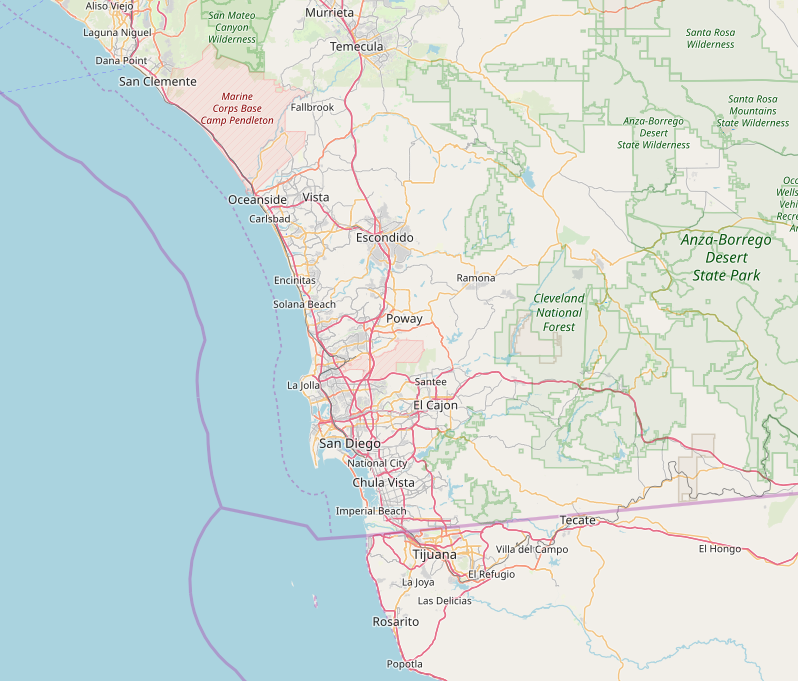 Aliso Viejo
San Mateo
Canyon
Wilderness
Murrieta
Laguna Niguel
Temecula
Santa Rosa
Wilderness
Dana Point
San Clemente
Marine
Corps Base
Camp Pendleton
Fallbrook
Santa Rosa
Mountains
State Wilderness
Anza-Borrego
Desert
State Wilderness
Oceanside
Vista
Carlsbad
Escondido
Anza-Borrego
Desert
State Park
Encinitas
Ramona
Solana Beach
Cleveland
National
Forest
Poway
La Jolla
Santee
El Cajon
San Diego
National City
Chula Vista
Imperial Beach
Tecate
Tijuana
Villa del Campo
El Hongo
La Joya
El Refugio
Las Delicias
Rosarito
Popotla